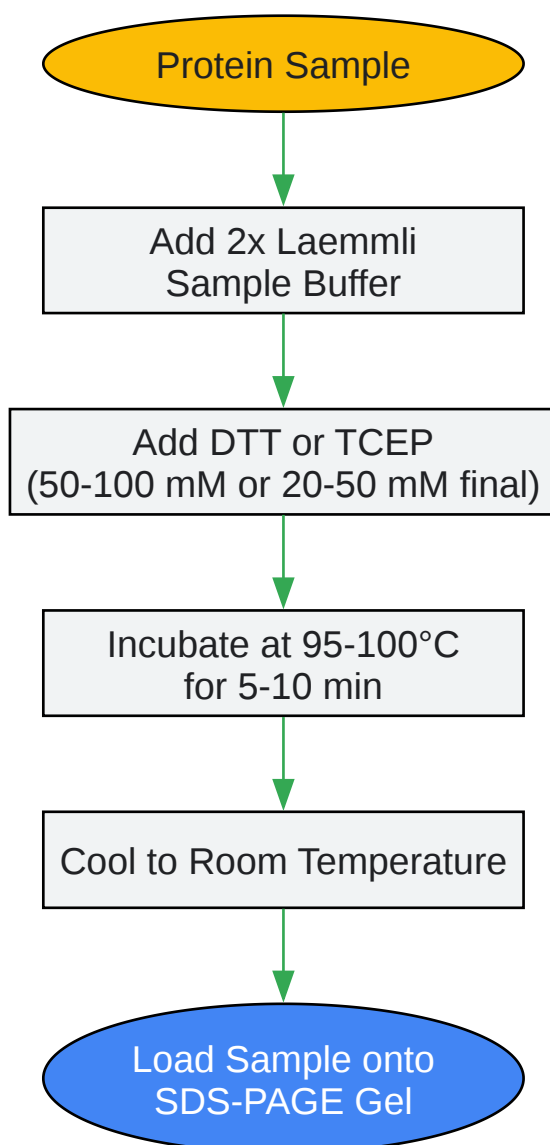 Protein Sample
Add 2x Laemmli
Sample Buffer
Add DTT or TCEP
(50-100 mM or 20-50 mM final)
Incubate at 95-100°C
for 5-10 min
Cool to Room Temperature
Load Sample onto
SDS-PAGE Gel